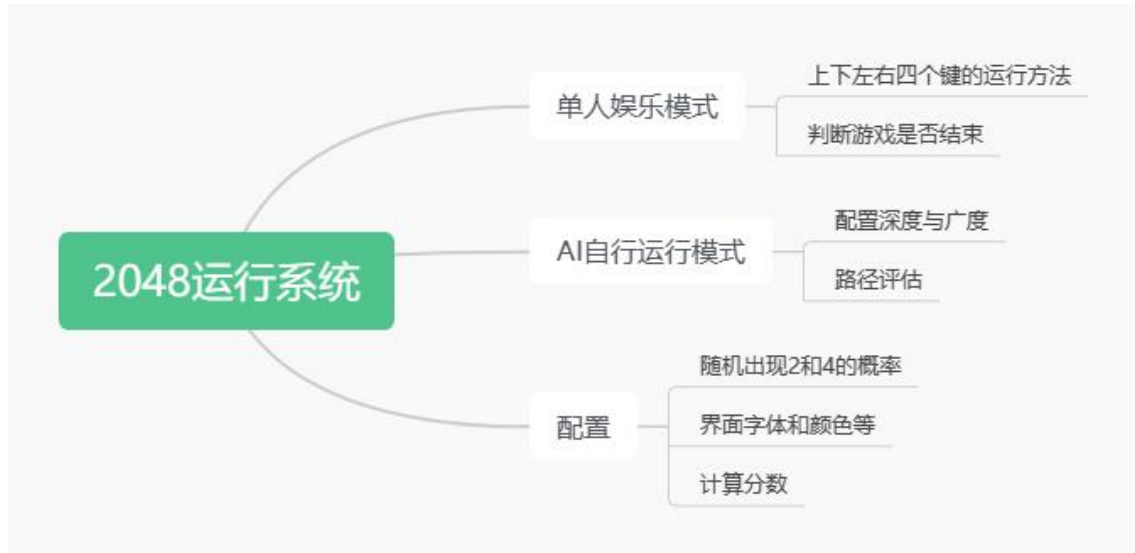 2048运行系统
单人娱乐模式
上下左右四个键的运行方法
判断游戏是否结束
AI自行运行模式
配置深度与广度
路径评估
配置
随机出现2和4的概率
界面字体和颜色等
计算分数